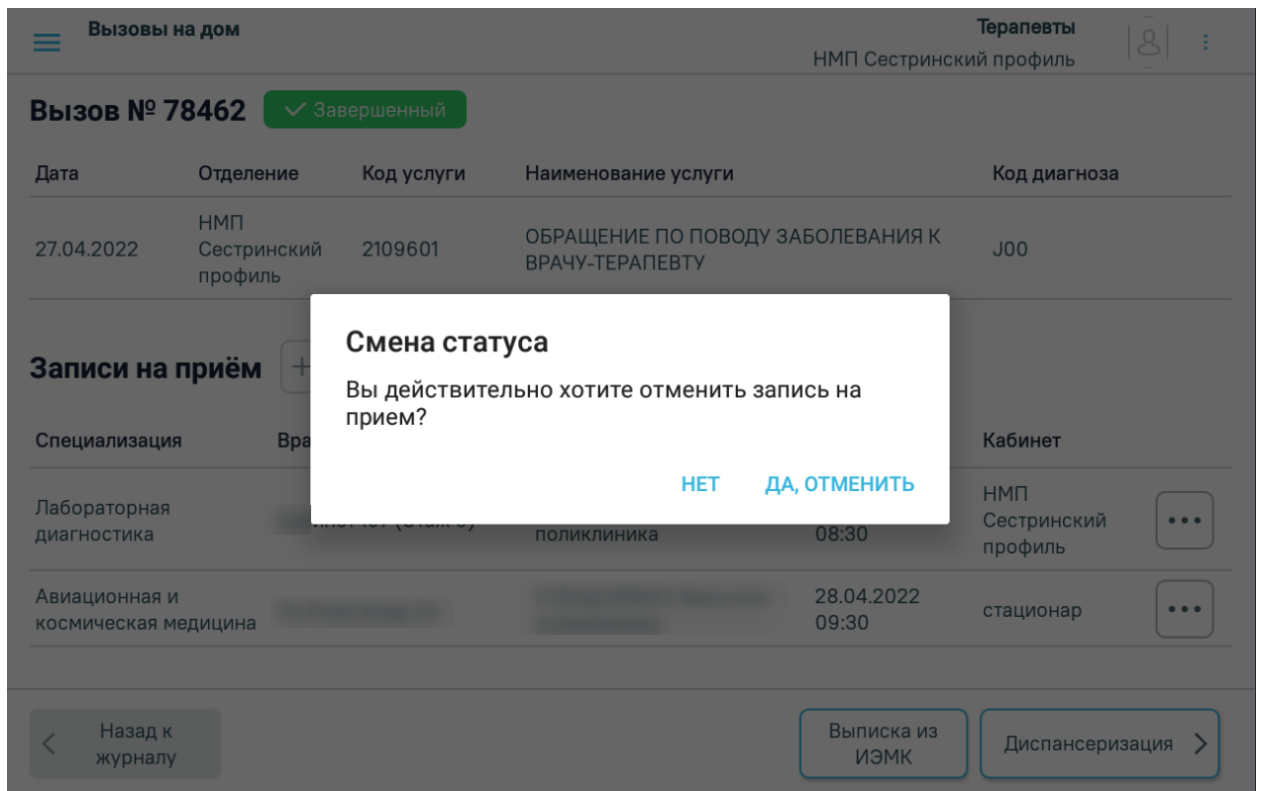 Вызовы на дом
Терапевты
НМП Сестринский профиль
Вызов № 78462
Завершенный
Дата Отделение Код услуги Наименование услуги Код диагноза
НМП
27.04.2022 Сестринский 2109601 ОБРАЩЕНИЕ ПО ПОВОДУ ЗАБОЛЕВАНИЯ К J00
профиль ВРАЧУ-ТЕРАПЕВТУ
Смена статуса
Вы действительно хотите отменить запись на
прием?
НЕТ ДА, ОТМЕНИТЬ
Записи на приём +
Специализация Кабинет
Лабораторная НМП
диагностика поликлиника 08:30 Сестринский
профиль
Авиационная и 28.04.2022
космическая медицина 09:30 стационар
Назад к
журналу
Выписка из
ИЭМК
Диспансеризация